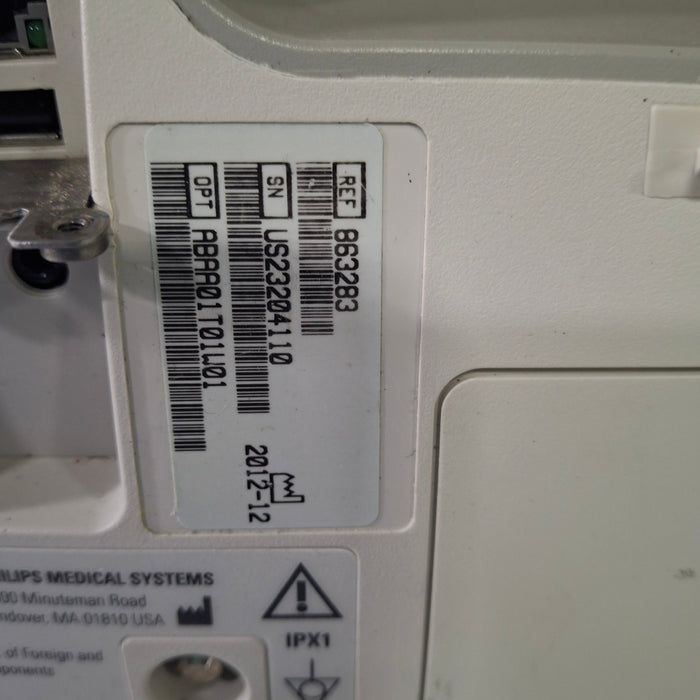 REF 863283
SN US23204110
OPT ABAA01T01W01
2012-12
ILIPS MEDICAL SYSTEMS
00 Minuteman Road
ndover, MA 01810 USA
IPX1
. of Foreign and
ponents